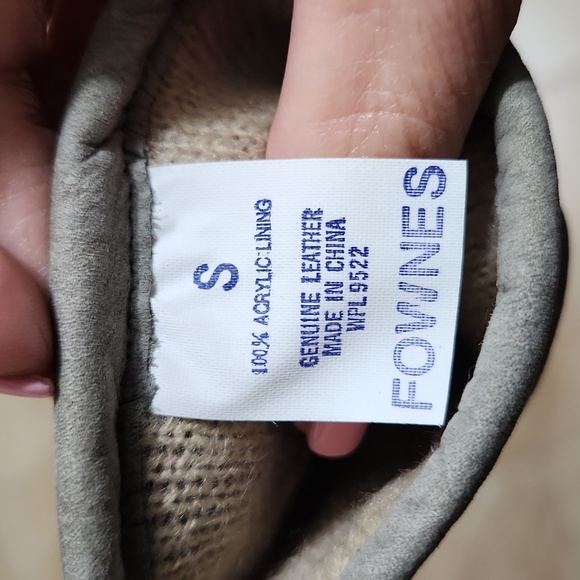 S
100% ACRYLIC LINING
GENUINE LEATHER
MADE IN CHINA
WPL9522
FOWNES